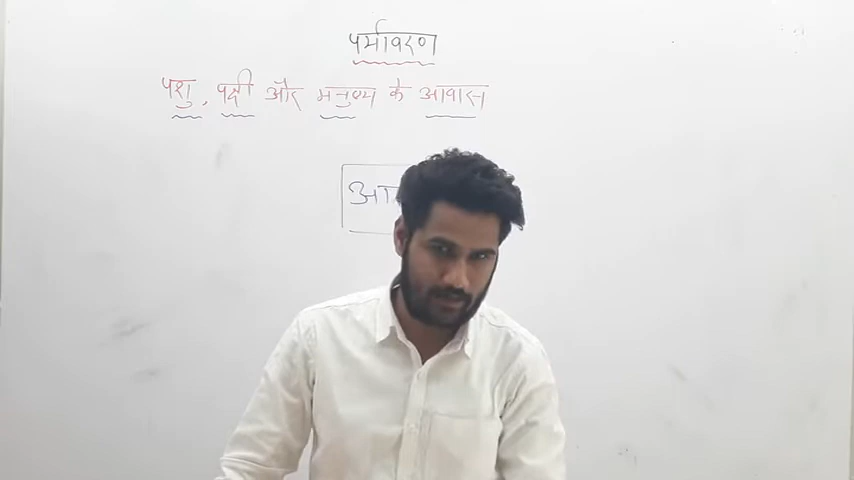 पर्यावरण
पशु, पक्षी और मनुष्य के आवास